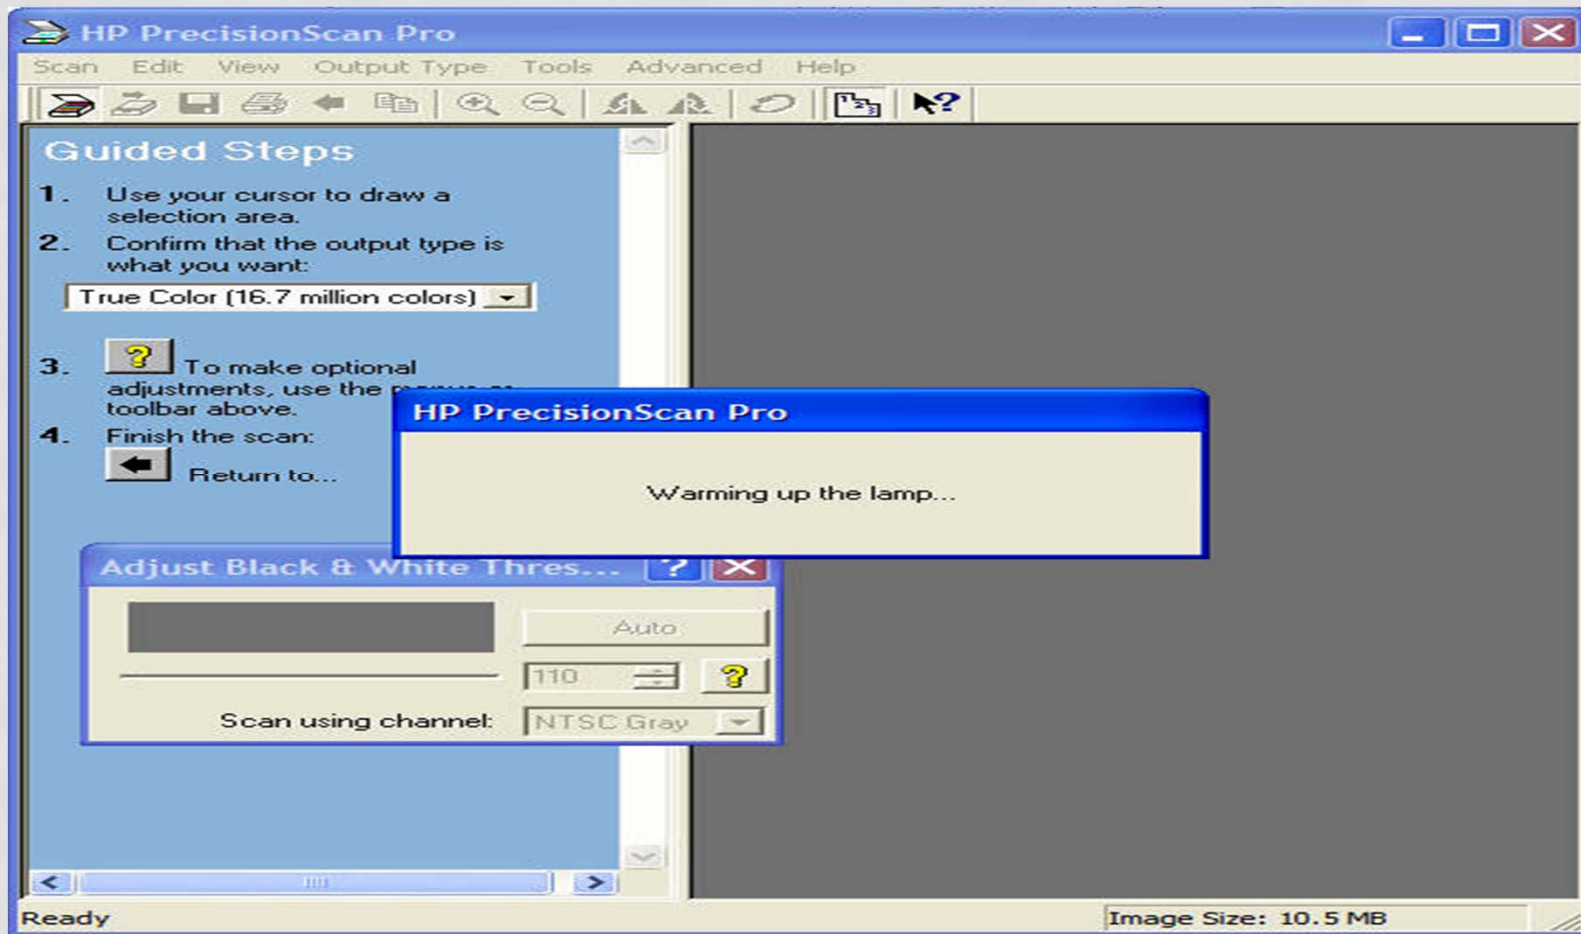 HP PrecisionScan Pro
Scan Edit View Output Type Tools Advanced Help
Guided Steps
1. Use your cursor to draw a
selection area.
2. Confirm that the output type is
what you want:
True Color (16.7 million colors)
3. ? To make optional
adjustments, use the
toolbar above.
4. Finish the scan:
Return to...
HP PrecisionScan Pro
Warming up the lamp...
Adjust Black & White Thres...
Auto
110
Scan using channel: NTSC Gray
Ready
Image Size: 10.5 MB